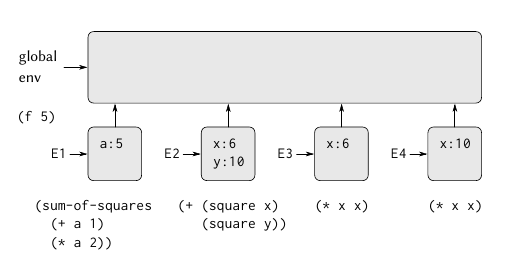 global
env
(f 5)
E1
a:5
E2
x:6
y:10
E3
x:6
E4
x:10
(sum-of-squares
(+ a 1)
(* a 2))
(+ (square x)
(square y))
(* x x)
(* x x)